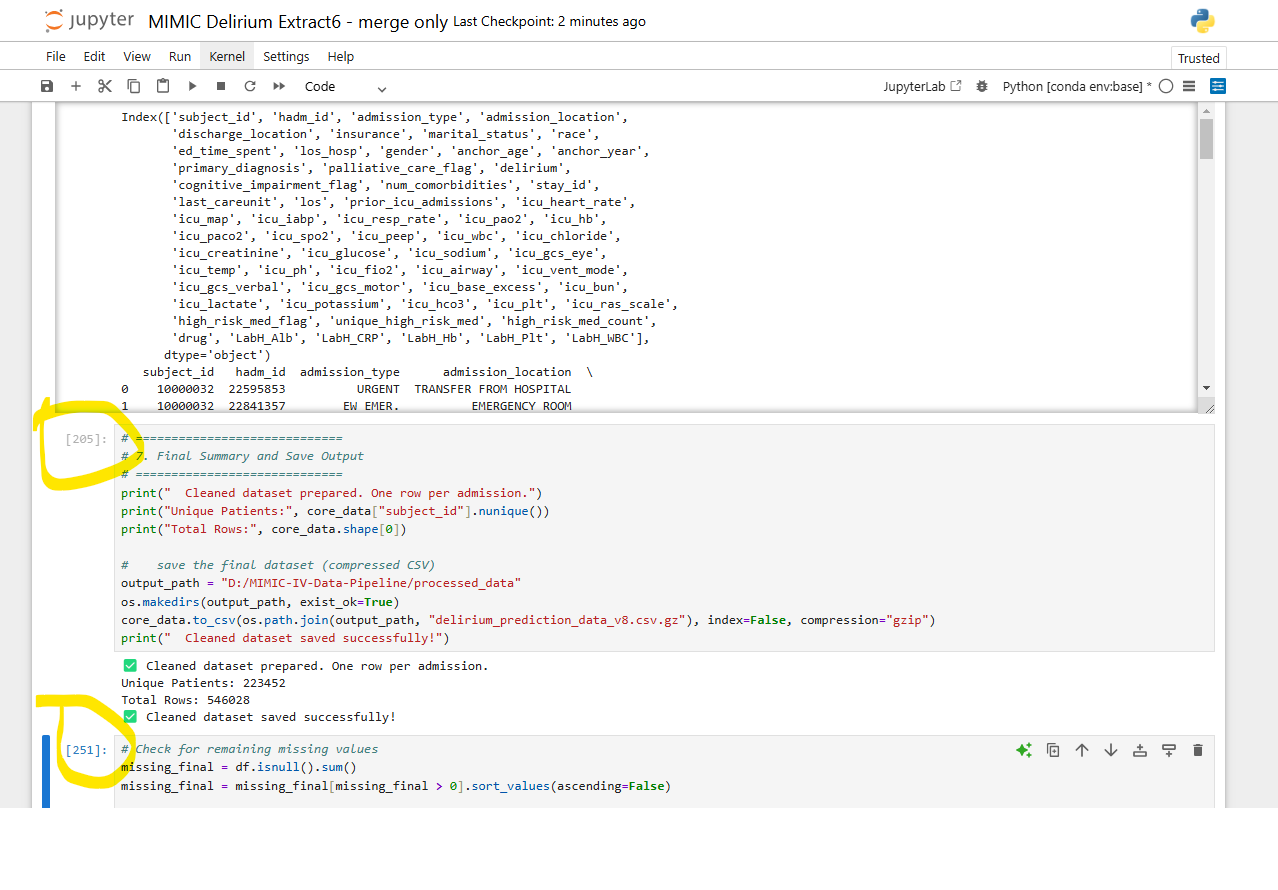 jupyter MIMIC Delirium Extract6 - merge only Last Checkpoint: 2 minutes ago
File Edit View Run Kernel Settings Help Trusted
Code JupyterLab Python [conda env:base] *
Index(['subject_id', 'hadm_id', 'admission_type', 'admission_location',
'discharge_location', 'insurance', 'marital_status', 'race',
'ed_time_spent', 'los_hosp', 'gender', 'anchor_age', 'anchor_year',
'primary_diagnosis', 'palliative_care_flag', 'delirium',
'cognitive_impairment_flag', 'num_comorbidities', 'stay_id',
'last_careunit', 'los', 'prior_icu_admissions', 'icu_heart_rate',
'icu_map', 'icu_iabp', 'icu_resp_rate', 'icu_pao2', 'icu_hb',
'icu_paco2', 'icu_spo2', 'icu_peep', 'icu_wbc', 'icu_chloride',
'icu_creatinine', 'icu_glucose', 'icu_sodium', 'icu_gcs_eye',
'icu_temp', 'icu_ph', 'icu_fio2', 'icu_airway', 'icu_vent_mode',
'icu_gcs_verbal', 'icu_gcs_motor', 'icu_base_excess', 'icu_bun',
'icu_lactate', 'icu_potassium', 'icu_hco3', 'icu_plt', 'icu_ras_scale',
'high_risk_med_flag', 'unique_high_risk_med', 'high_risk_med_count',
'drug', 'LabH_Alb', 'LabH_CRP', 'LabH_Hb', 'LabH_Plt', 'LabH_WBC'],
dtype='object')
subject_id hadm_id admission_type admission_location \
0 10000032 22595853 URGENT TRANSFER FROM HOSPITAL
1 10000032 22841357 EW EMER. EMERGENCY ROOM
[205]: # =============================
# 7. Final Summary and Save Output
# =============================
print("  Cleaned dataset prepared. One row per admission.")
print("Unique Patients:", core_data["subject_id"].nunique())
print("Total Rows:", core_data.shape[0])
#    save the final dataset (compressed CSV)
output_path = "D:/MIMIC-IV-Data-Pipeline/processed_data"
os.makedirs(output_path, exist_ok=True)
core_data.to_csv(os.path.join(output_path, "delirium_prediction_data_v8.csv.gz"), index=False, compression="gzip")
print("  Cleaned dataset saved successfully!")
✅ Cleaned dataset prepared. One row per admission.
Unique Patients: 223452
Total Rows: 546028
✅ Cleaned dataset saved successfully!
[251]: # Check for remaining missing values
missing_final = df.isnull().sum()
missing_final = missing_final[missing_final > 0].sort_values(ascending=False)